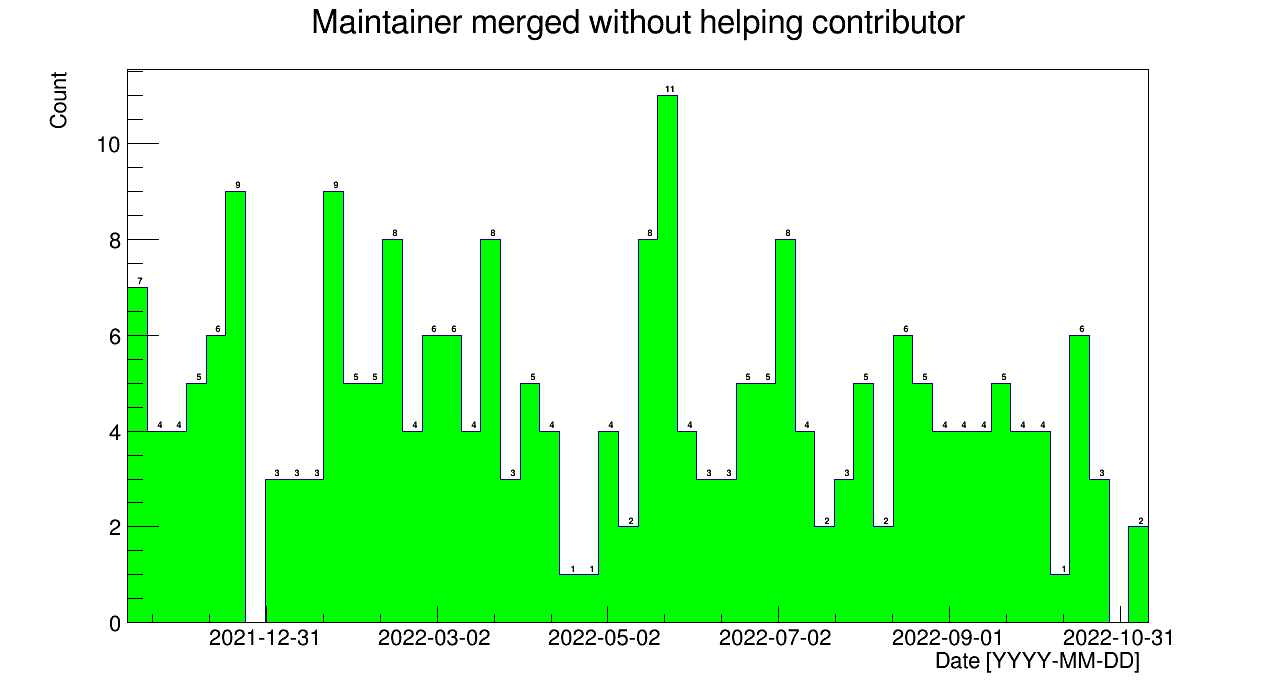 Maintainer merged without helping contributor
Count
11
10
9 9
8 8 8 8 8
7
6 6 6 6 6 6
5 5 5 5 5 5 5 5 5 5
4 4 4 4 4 4 4 4 4 4 4 4 4 4
3 3 3 3 3 3 3 3
2 2 2 2 2
1 1 1
0
2021-12-31 2022-03-02 2022-05-02 2022-07-02 2022-09-01 2022-10-31
Date [YYYY-MM-DD]